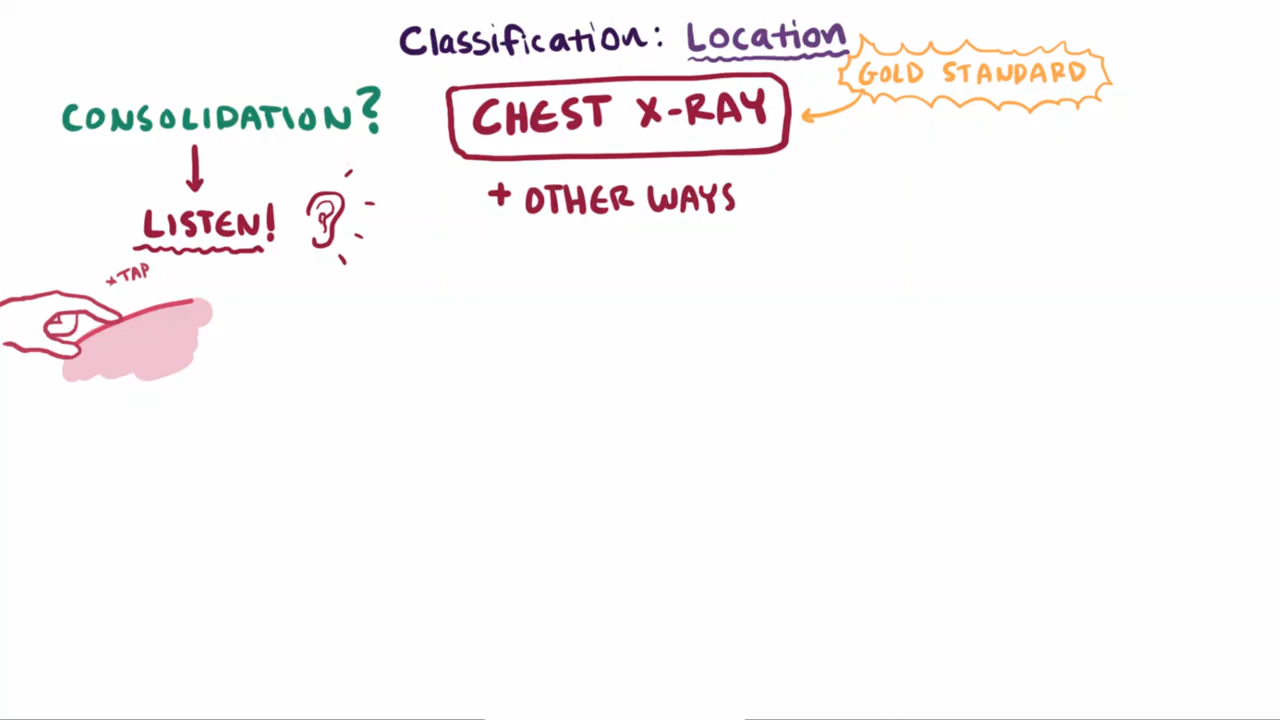 Classification: Location
GOLD STANDARD
CONSOLIDATION?
CHEST X-RAY
+ OTHER WAYS
LISTEN!
*TAP